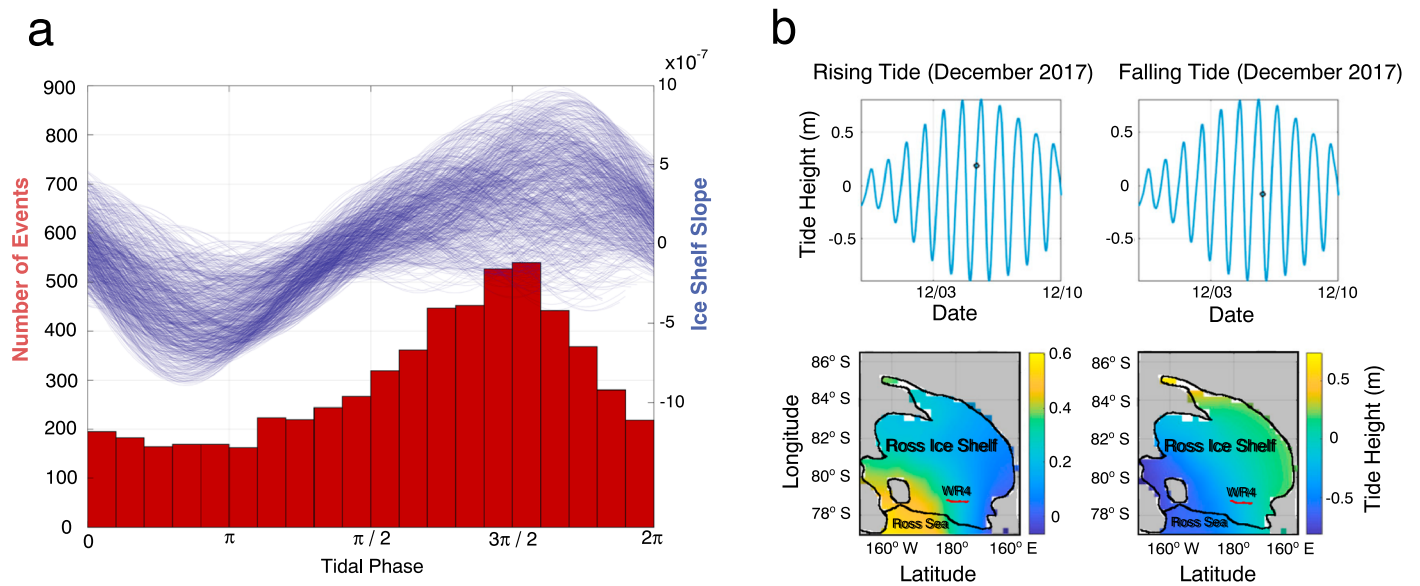 a
x10⁻⁷
900
800
700
600
500
400
300
200
100
0
Number of Events
10
5
0
-5
-10
Ice Shelf Slope
0
π
π / 2
3π / 2
2π
Tidal Phase
b
Rising Tide (December 2017)
Falling Tide (December 2017)
Tide Height (m)
0.5
0
-0.5
12/03
12/10
Date
0.5
0
-0.5
12/03
12/10
Date
Longitude
86° S
84° S
82° S
80° S
78° S
Ross Ice Shelf
WR4
Ross Sea
160° W
180°
160° E
Latitude
0.6
0.4
0.2
0
86° S
84° S
82° S
80° S
78° S
Ross Ice Shelf
WR4
Ross Sea
160° W
180°
160° E
Latitude
0.5
0
-0.5
Tide Height (m)